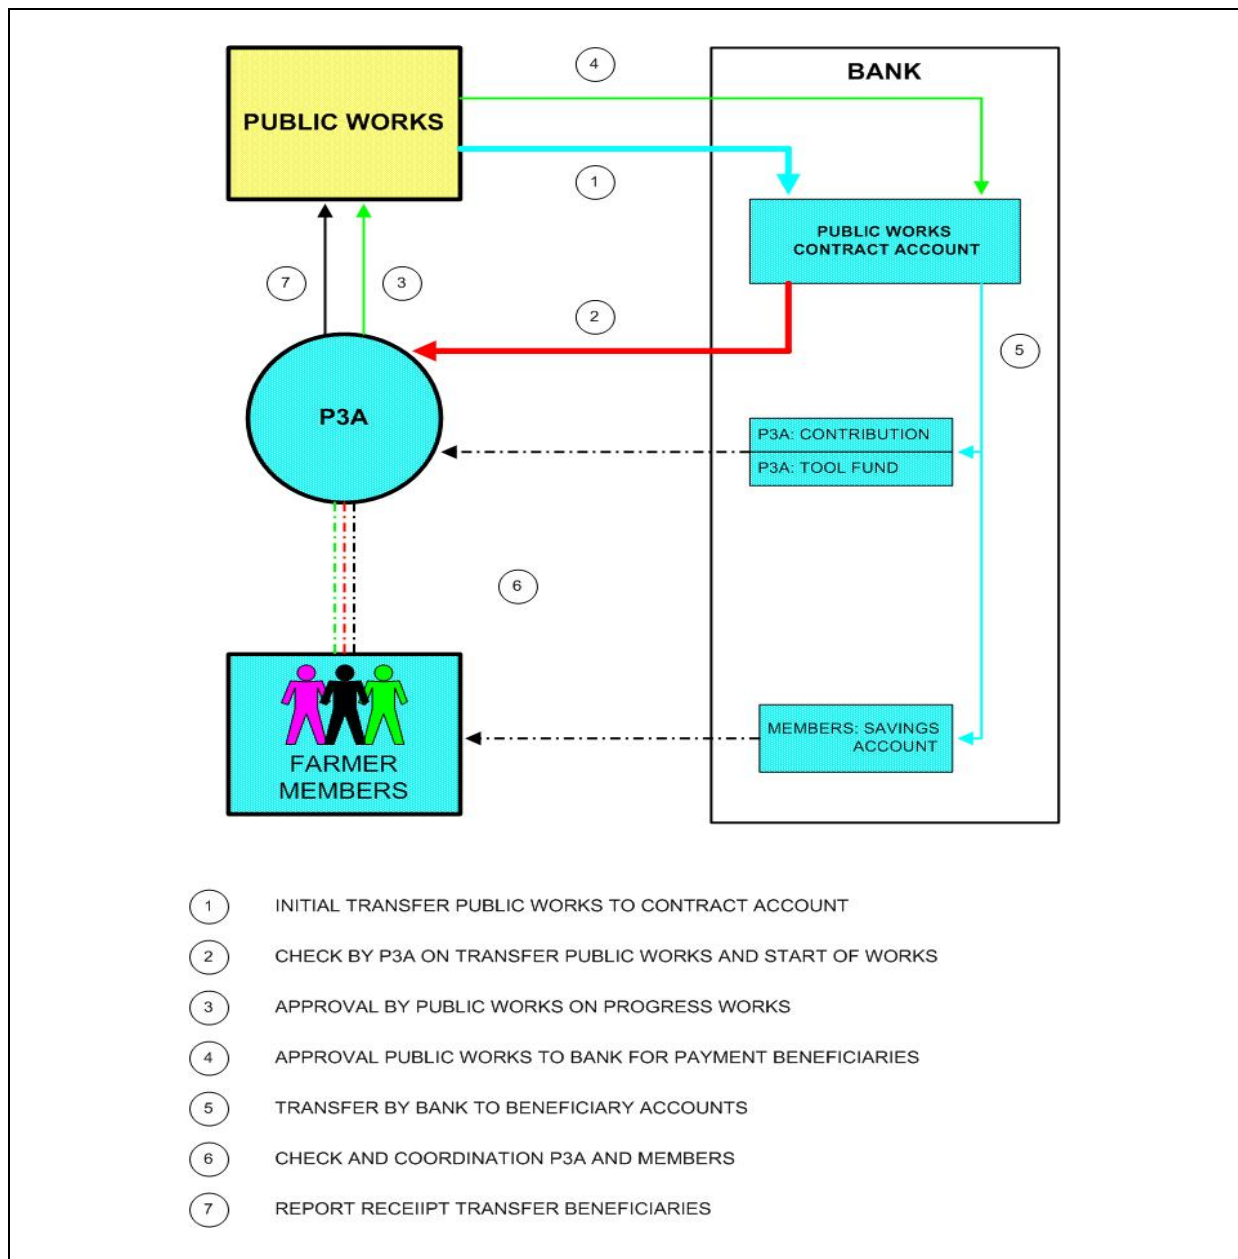 4
BANK
PUBLIC WORKS
1
PUBLIC WORKS
CONTRACT ACCOUNT
7
3
2
5
P3A
P3A: CONTRIBUTION
P3A: TOOL FUND
6
MEMBERS: SAVINGS
ACCOUNT
FARMER
MEMBERS
1 INITIAL TRANSFER PUBLIC WORKS TO CONTRACT ACCOUNT
2 CHECK BY P3A ON TRANSFER PUBLIC WORKS AND START OF WORKS
3 APPROVAL BY PUBLIC WORKS ON PROGRESS WORKS
4 APPROVAL PUBLIC WORKS TO BANK FOR PAYMENT BENEFICIARIES
5 TRANSFER BY BANK TO BENEFICIARY ACCOUNTS
6 CHECK AND COORDINATION P3A AND MEMBERS
7 REPORT RECEIIPT TRANSFER BENEFICIARIES